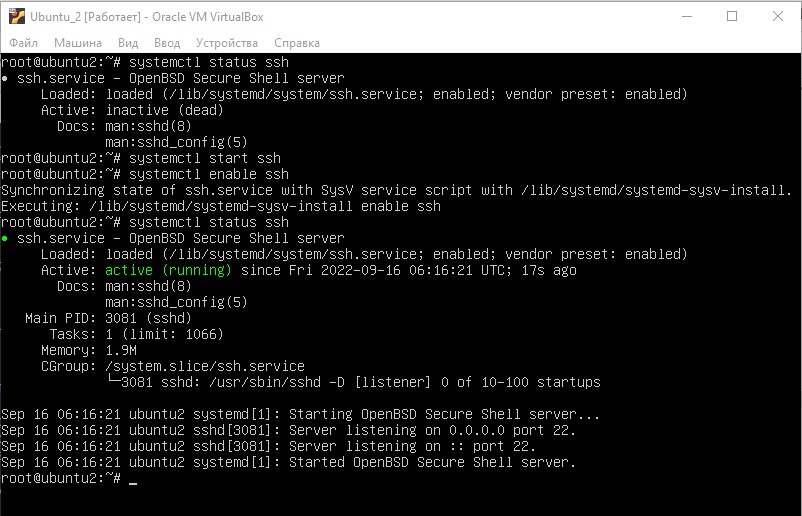 Ubuntu_2 [Работает] - Oracle VM VirtualBox
Файл Машина Вид Ввод Устройства Справка
root@ubuntu2:~# systemctl status ssh
● ssh.service - OpenBSD Secure Shell server
Loaded: loaded (/lib/systemd/system/ssh.service; enabled; vendor preset: enabled)
Active: inactive (dead)
Docs: man:sshd(8)
man:sshd_config(5)
root@ubuntu2:~# systemctl start ssh
root@ubuntu2:~# systemctl enable ssh
Synchronizing state of ssh.service with SysV service script with /lib/systemd/systemd-sysv-install.
Executing: /lib/systemd/systemd-sysv-install enable ssh
root@ubuntu2:~# systemctl status ssh
● ssh.service - OpenBSD Secure Shell server
Loaded: loaded (/lib/systemd/system/ssh.service; enabled; vendor preset: enabled)
Active: active (running) since Fri 2022-09-16 06:16:21 UTC; 17s ago
Docs: man:sshd(8)
man:sshd_config(5)
Main PID: 3081 (sshd)
Tasks: 1 (limit: 1066)
Memory: 1.9M
CGroup: /system.slice/ssh.service
└─3081 sshd: /usr/sbin/sshd -D [listener] 0 of 10-100 startups
Sep 16 06:16:21 ubuntu2 systemd[1]: Starting OpenBSD Secure Shell server...
Sep 16 06:16:21 ubuntu2 sshd[3081]: Server listening on 0.0.0.0 port 22.
Sep 16 06:16:21 ubuntu2 sshd[3081]: Server listening on :: port 22.
Sep 16 06:16:21 ubuntu2 systemd[1]: Started OpenBSD Secure Shell server.
root@ubuntu2:~# _